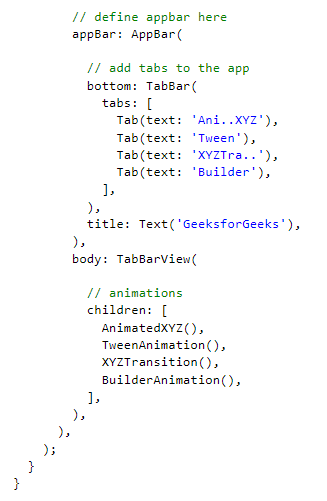 // define appbar here
appBar: AppBar(
// add tabs to the app
bottom: TabBar(
tabs: [
Tab(text: 'Ani..XYZ'),
Tab(text: 'Tween'),
Tab(text: 'XYZTra..'),
Tab(text: 'Builder'),
],
),
title: Text('GeeksforGeeks'),
),
body: TabBarView(
// animations
children: [
AnimatedXYZ(),
TweenAnimation(),
XYZTransition(),
BuilderAnimation(),
],
),
),
);
}
}